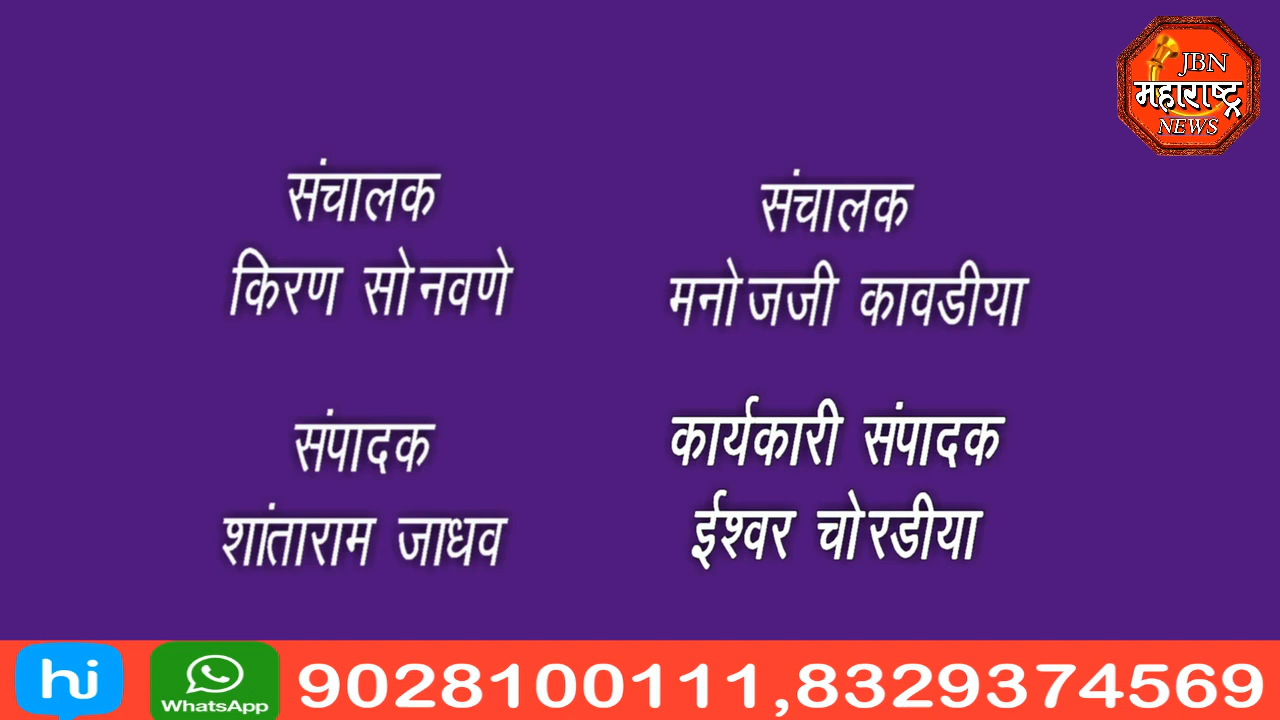 JBN
महाराष्ट्र
NEWS
संचालक
किरण सोनवणे
संचालक
मनोजजी कावडीया
संपादक
शांताराम जाधव
कार्यकारी संपादक
ईश्वर चोरडीया
hi
WhatsApp
9028100111,8329374569